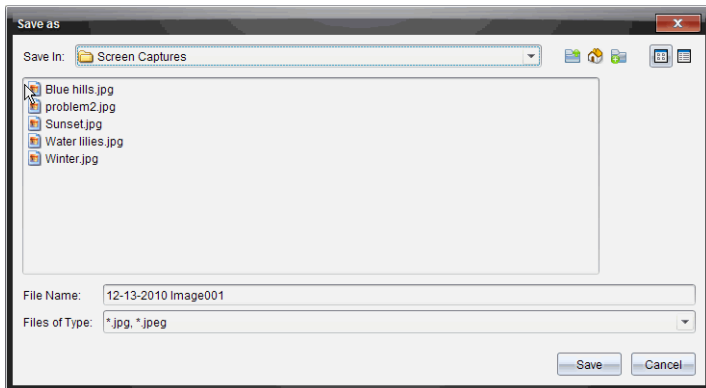 Save as
Save In: Screen Captures
Blue hills.jpg
problem2.jpg
Sunset.jpg
Water lilies.jpg
Winter.jpg
File Name: 12-13-2010 Image001
Files of Type: *.jpg, *.jpeg
Save Cancel